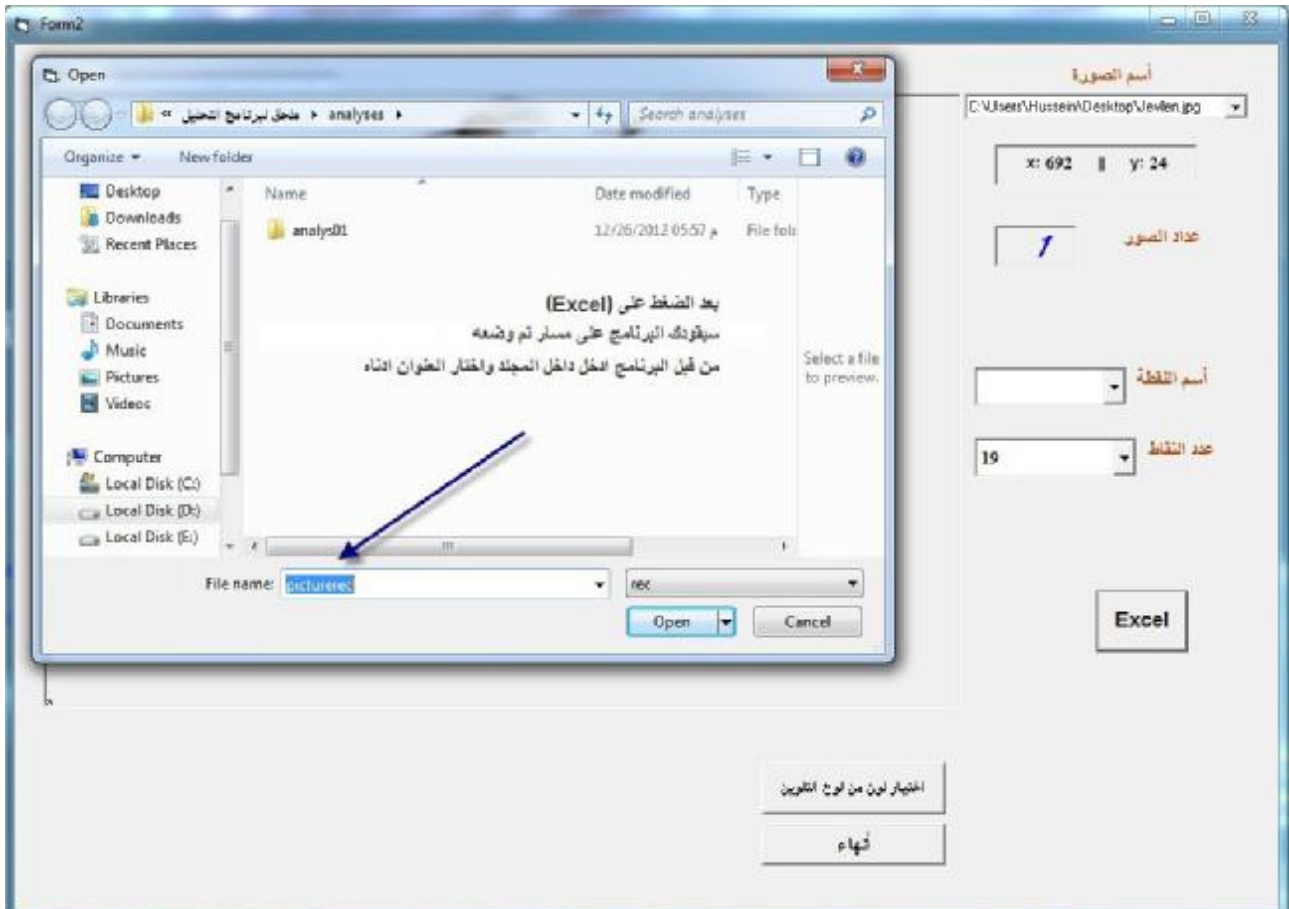 Form2
Open
« ملحق لبرنامج التحليل ▸ analyses ▸
Search analyses
Organize
New folder
Desktop
Downloads
Recent Places
Libraries
Documents
Music
Pictures
Videos
Computer
Local Disk (C:)
Local Disk (D:)
Local Disk (E:)
Name
Date modified
Type
analys01
12/26/2012 05:57 م
File fol
بعد الضغط على (Excel)
سيقودك البرنامج على مسار تم وضعه
من قبل البرنامج ادخل داخل المجلد واختار العنوان ادناه
Select a file
to preview.
File name:
picturerec
rec
Open
Cancel
أسم الصورة
C:\Users\Hussein\Desktop\Javlen.jpg
x: 692 || y: 24
عداد الصور
1
أسم النقطة
عدد النقاط
19
Excel
اختيار لون من لوح التلوين
أنهاء